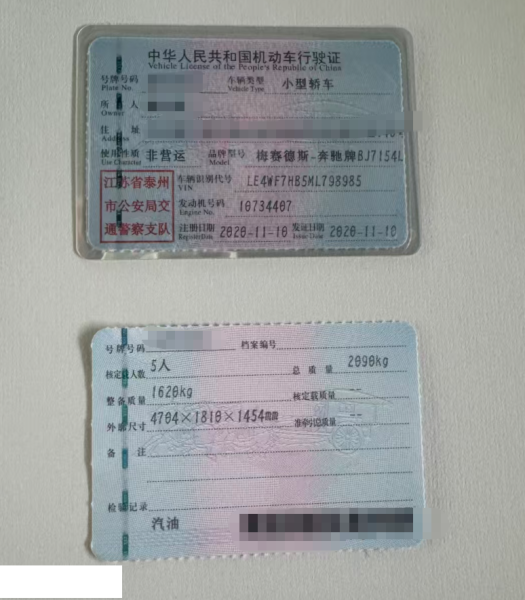 中华人民共和国机动车行驶证
Vehicle License of the People's Republic of China
号牌号码 车辆类型 小型轿车
Plate No. Vehicle Type
所有人
Owner
住址
使用性质 非营运 品牌型号 梅赛德斯-奔驰牌BJ7154L
Use Character Model
江苏省泰州 车辆识别代号 LE4WF7HB5ML798985
VIN
市公安局交 发动机号码 10734407
Engine No.
通警察支队 注册日期 2020-11-10 发证日期 2020-11-10
Register Date Issue Date
号牌号码 档案编号
核定载人数 5人 总质量 2090kg
整备质量 1620kg 核定载质量 --
外廓尺寸 4704×1810×1454 准牵引总质量 --
备注
检验记录
汽油